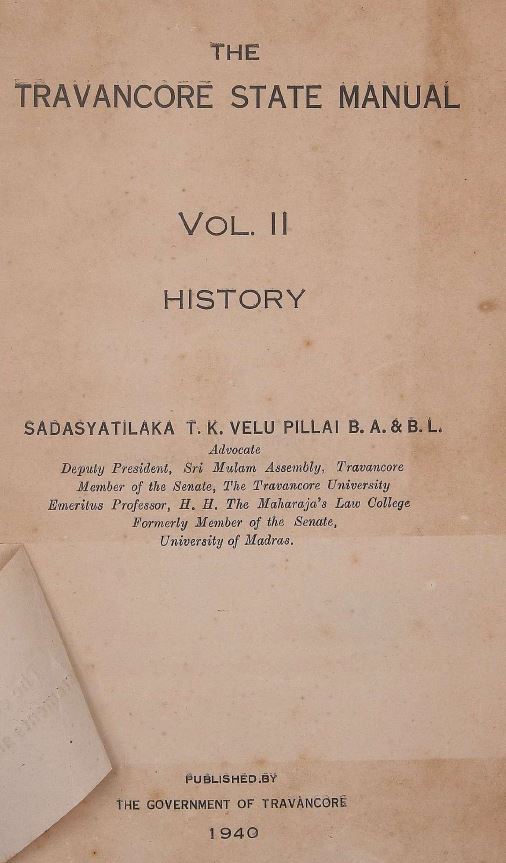 THE
TRAVANCORE STATE MANUAL
VOL. II
HISTORY
SADASYATILAKA T. K. VELU PILLAI B. A. & B. L.
Advocate
Deputy President, Sri Mulam Assembly, Travancore
Member of the Senate, The Travancore University
Emeritus Professor, H. H. The Maharaja's Law College
Formerly Member of the Senate,
University of Madras.
PUBLISHED BY
THE GOVERNMENT OF TRAVANCORE
1940